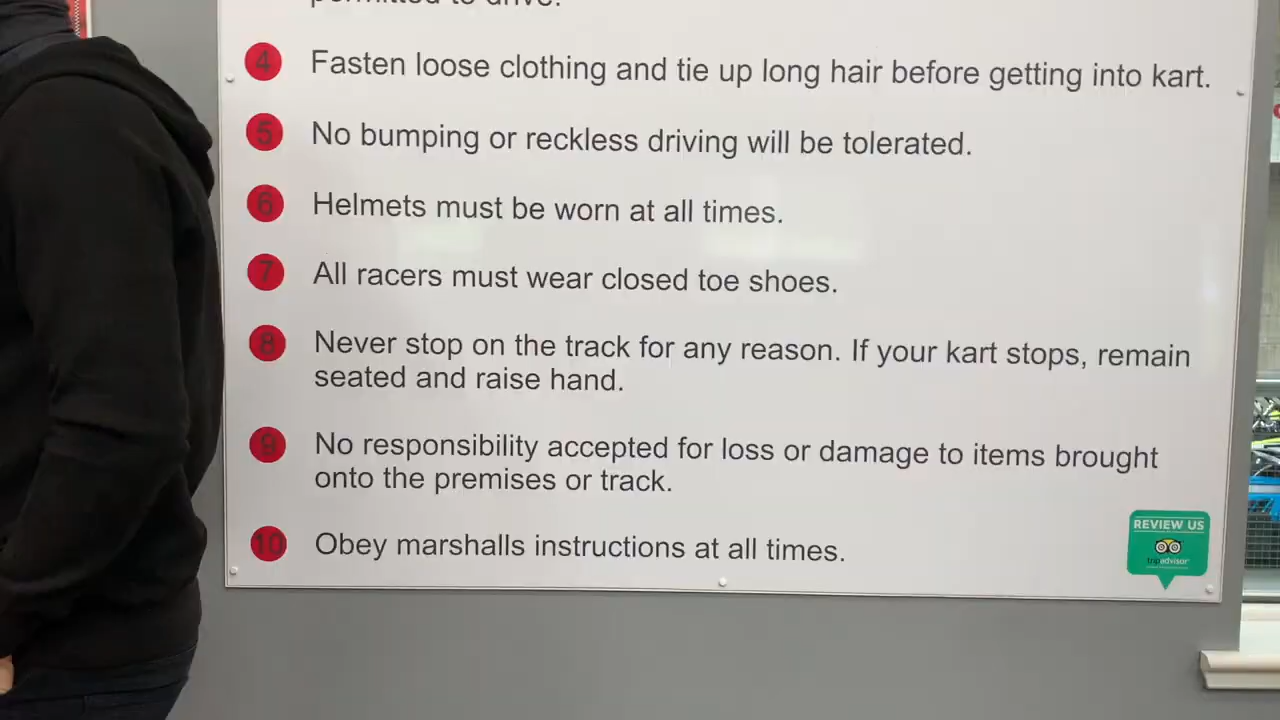 permitted to drive.
4 Fasten loose clothing and tie up long hair before getting into kart.
5 No bumping or reckless driving will be tolerated.
6 Helmets must be worn at all times.
7 All racers must wear closed toe shoes.
8 Never stop on the track for any reason. If your kart stops, remain
seated and raise hand.
9 No responsibility accepted for loss or damage to items brought
onto the premises or track.
10 Obey marshalls instructions at all times.
REVIEW US
tripadvisor